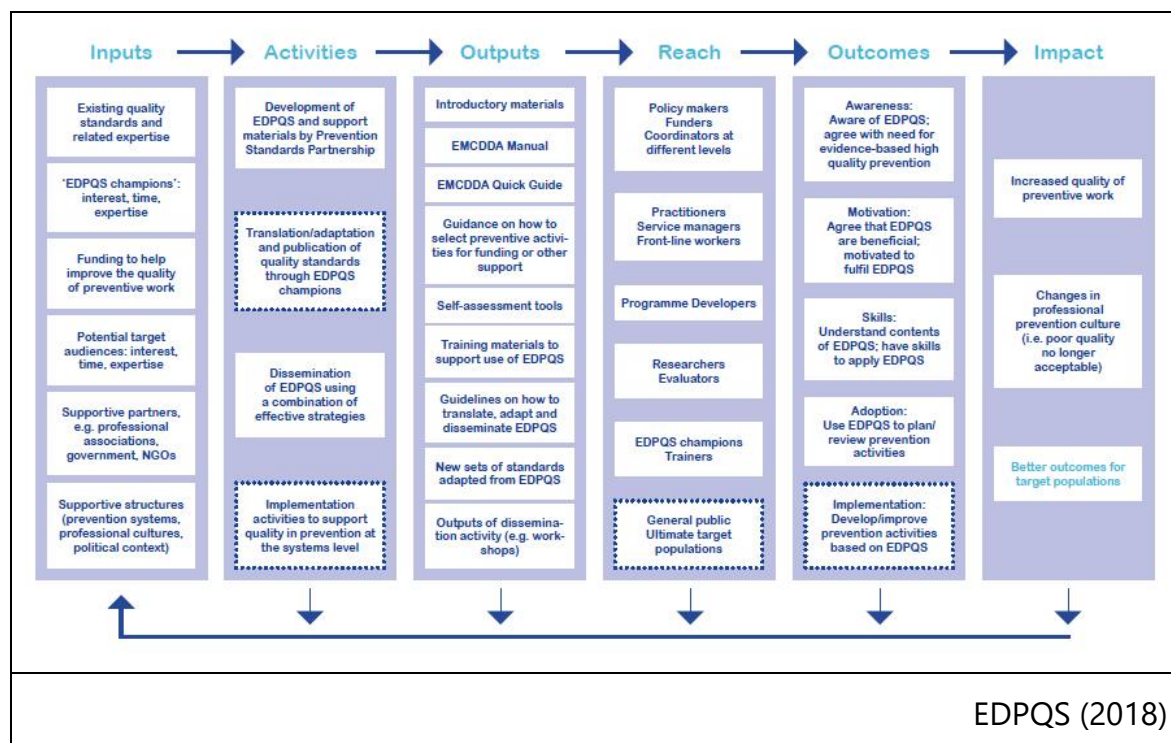 Inputs
Activities
Outputs
Reach
Outcomes
Impact
Existing quality
standards and
related expertise
'EDPQS champions':
interest, time,
expertise
Funding to help
improve the quality
of preventive work
Potential target
audiences: interest,
time, expertise
Supportive partners,
e.g. professional
associations,
government, NGOs
Supportive structures
(prevention systems,
professional cultures,
political context)
Development of
EDPQS and support
materials by Prevention
Standards Partnership
Translation/adaptation
and publication of
quality standards
through EDPQS
champions
Dissemination
of EDPQS using
a combination of
effective strategies
Implementation
activities to support
quality in prevention at
the systems level
Introductory materials
EMCDDA Manual
EMCDDA Quick Guide
Guidance on how to
select preventive activi-
ties for funding or other
support
Self-assessment tools
Training materials to
support use of EDPQS
Guidelines on how to
translate, adapt and
disseminate EDPQS
New sets of standards
adapted from EDPQS
Outputs of dissemina-
tion activity (e.g. work-
shops)
Policy makers
Funders
Coordinators at
different levels
Practitioners
Service managers
Front-line workers
Programme Developers
Researchers
Evaluators
EDPQS champions
Trainers
General public
Ultimate target
populations
Awareness:
Aware of EDPQS;
agree with need for
evidence-based high
quality prevention
Motivation:
Agree that EDPQS
are beneficial;
motivated to
fulfil EDPQS
Skills:
Understand contents
of EDPQS; have skills
to apply EDPQS
Adoption:
Use EDPQS to plan/
review prevention
activities
Implementation:
Develop/improve
prevention activities
based on EDPQS
Increased quality of
preventive work
Changes in
professional
prevention culture
(i.e. poor quality
no longer
acceptable)
Better outcomes for
target populations
EDPQS (2018)